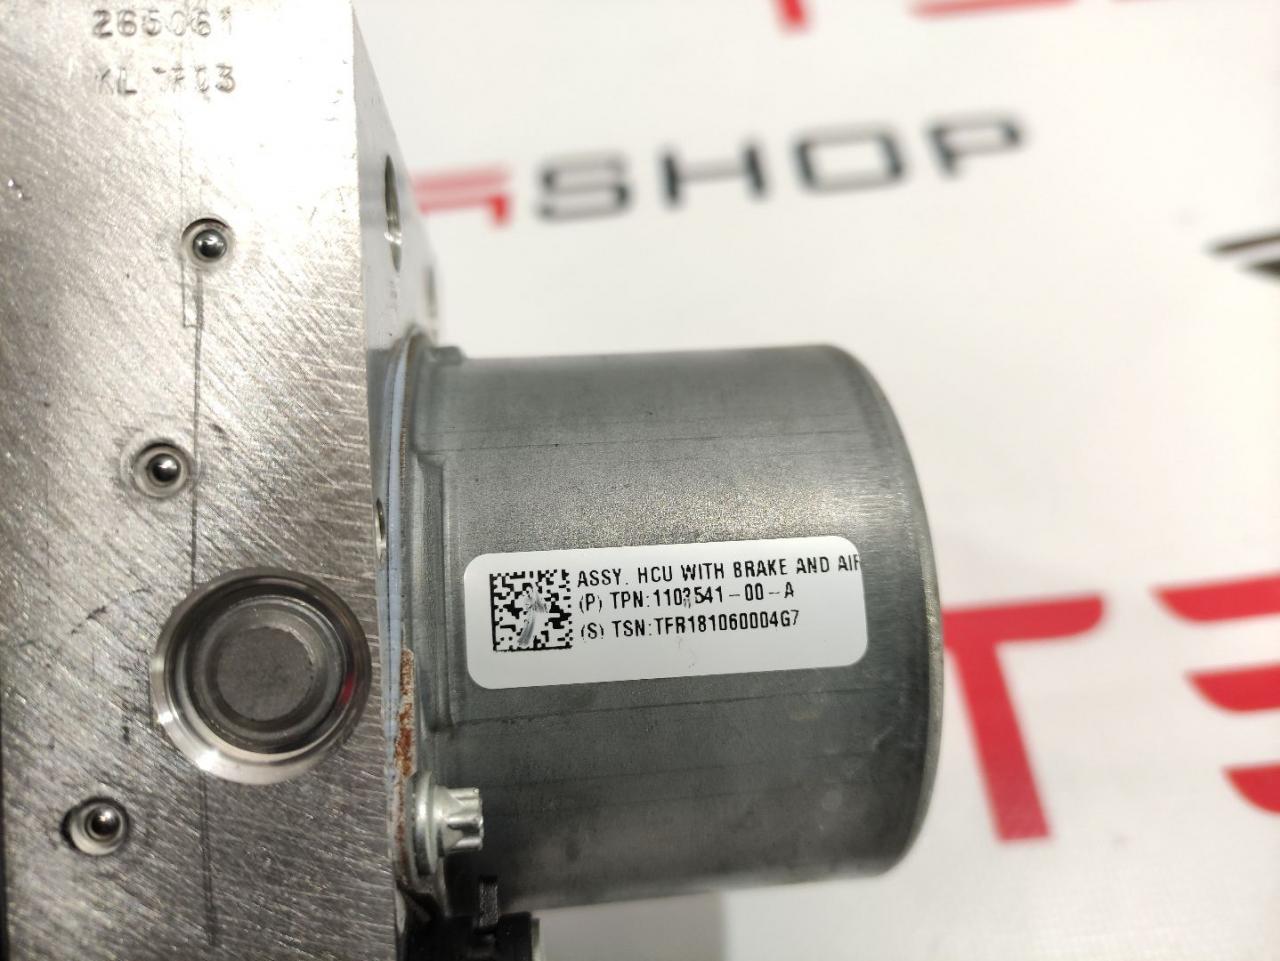 265061
SHOP
ASSY. HCU WITH BRAKE AND AIR
(P) TPN:1103541-00-A
(S) TSN:TFR181060004G7